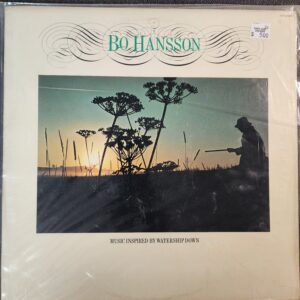 BO HANSSON
MUSIC INSPIRED BY WATERSHIP DOWN